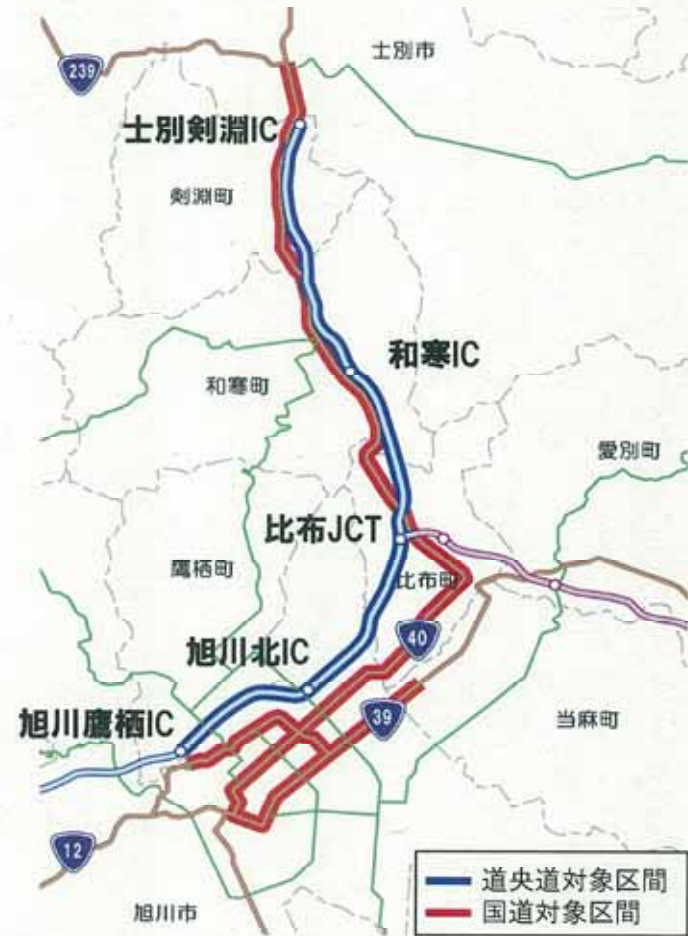 239
士別市
士別剣淵IC
剣淵町
和寒IC
和寒町
愛別町
比布JCT
鷹栖町
比布町
40
旭川北IC
39
旭川鷹栖IC
当麻町
12
旭川市
道央道対象区間
国道対象区間